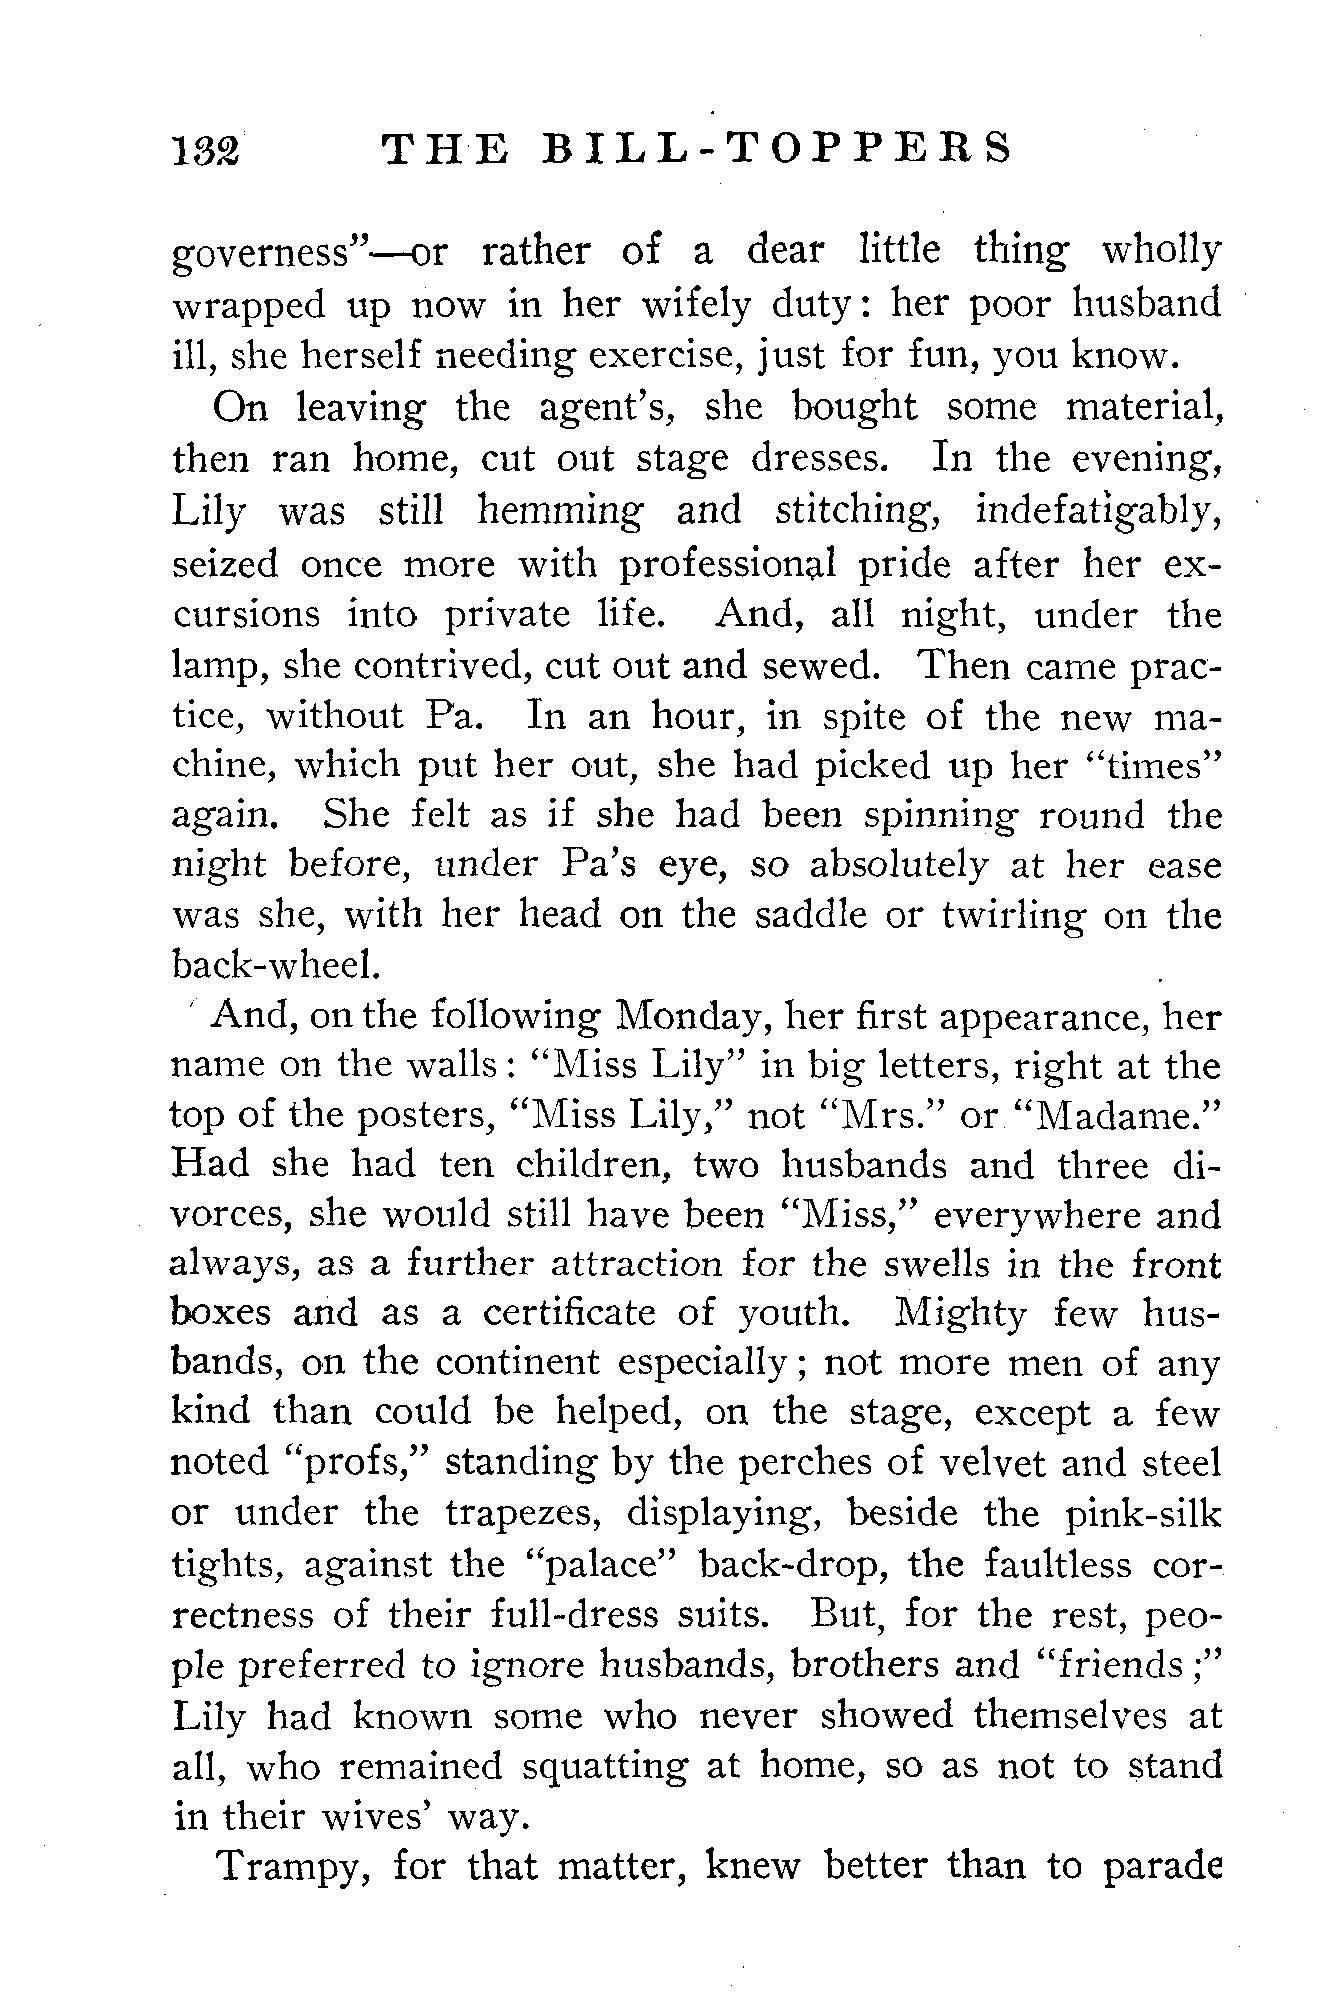 132 THE BILL-TOPPERS
governess"—or rather of a dear little thing wholly
wrapped up now in her wifely duty: her poor husband
ill, she herself needing exercise, just for fun, you know.
On leaving the agent's, she bought some material,
then ran home, cut out stage dresses. In the evening,
Lily was still hemming and stitching, indefatigably,
seized once more with professional pride after her ex-
cursions into private life. And, all night, under the
lamp, she contrived, cut out and sewed. Then came prac-
tice, without Pa. In an hour, in spite of the new ma-
chine, which put her out, she had picked up her "times"
again. She felt as if she had been spinning round the
night before, under Pa's eye, so absolutely at her ease
was she, with her head on the saddle or twirling on the
back-wheel.
And, on the following Monday, her first appearance, her
name on the walls: "Miss Lily" in big letters, right at the
top of the posters, "Miss Lily," not "Mrs." or "Madame."
Had she had ten children, two husbands and three di-
vorces, she would still have been "Miss," everywhere and
always, as a further attraction for the swells in the front
boxes and as a certificate of youth. Mighty few hus-
bands, on the continent especially; not more men of any
kind than could be helped, on the stage, except a few
noted "profs," standing by the perches of velvet and steel
or under the trapezes, displaying, beside the pink-silk
tights, against the "palace" back-drop, the faultless cor-
rectness of their full-dress suits. But, for the rest, peo-
ple preferred to ignore husbands, brothers and "friends;"
Lily had known some who never showed themselves at
all, who remained squatting at home, so as not to stand
in their wives' way.
Trampy, for that matter, knew better than to parade